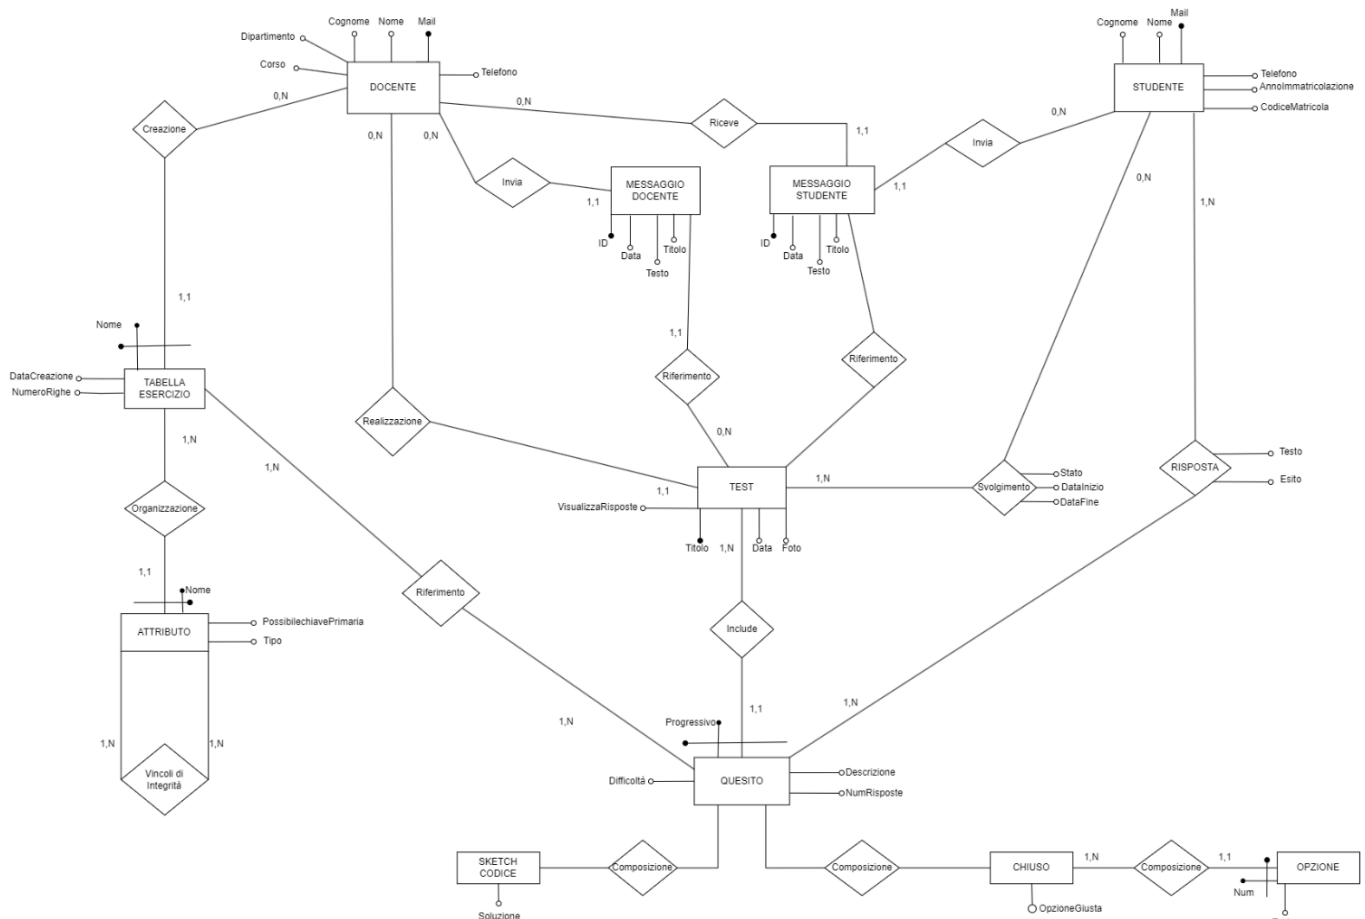 Cognome
Nome
Mail
Dipartimento
Corso
Telefono
DOCENTE
0,N
0,N
0,N
0,N
Creazione
Riceve
Cognome
Nome
Mail
STUDENTE
Telefono
AnnoImmatricolazione
CodiceMatricola
0,N
0,N
1,N
Invia
1,1
MESSAGGIO
DOCENTE
ID
Data
Testo
Titolo
1,1
MESSAGGIO
STUDENTE
ID
Data
Testo
Titolo
1,1
Invia
1,1
Nome
DataCreazione
NumeroRighe
TABELLA
ESERCIZIO
1,N
1,N
1,1
Riferimento
0,N
Riferimento
Realizzazione
1,1
TEST
1,N
VisualizzaRisposte
Titolo
Data
Foto
1,N
Svolgimento
Stato
DataInizio
DataFine
RISPOSTA
Testo
Esito
Organizzazione
1,1
Nome
ATTRIBUTO
PossibilechiavePrimaria
Tipo
1,N
1,N
Vincoli di
Integrità
Riferimento
1,N
Include
1,1
1,N
Progressivo
Difficoltà
QUESITO
Descrizione
NumRisposte
SKETCH
CODICE
Soluzione
Composizione
Composizione
CHIUSO
OpzioneGiusta
1,N
Composizione
1,1
Num
OPZIONE